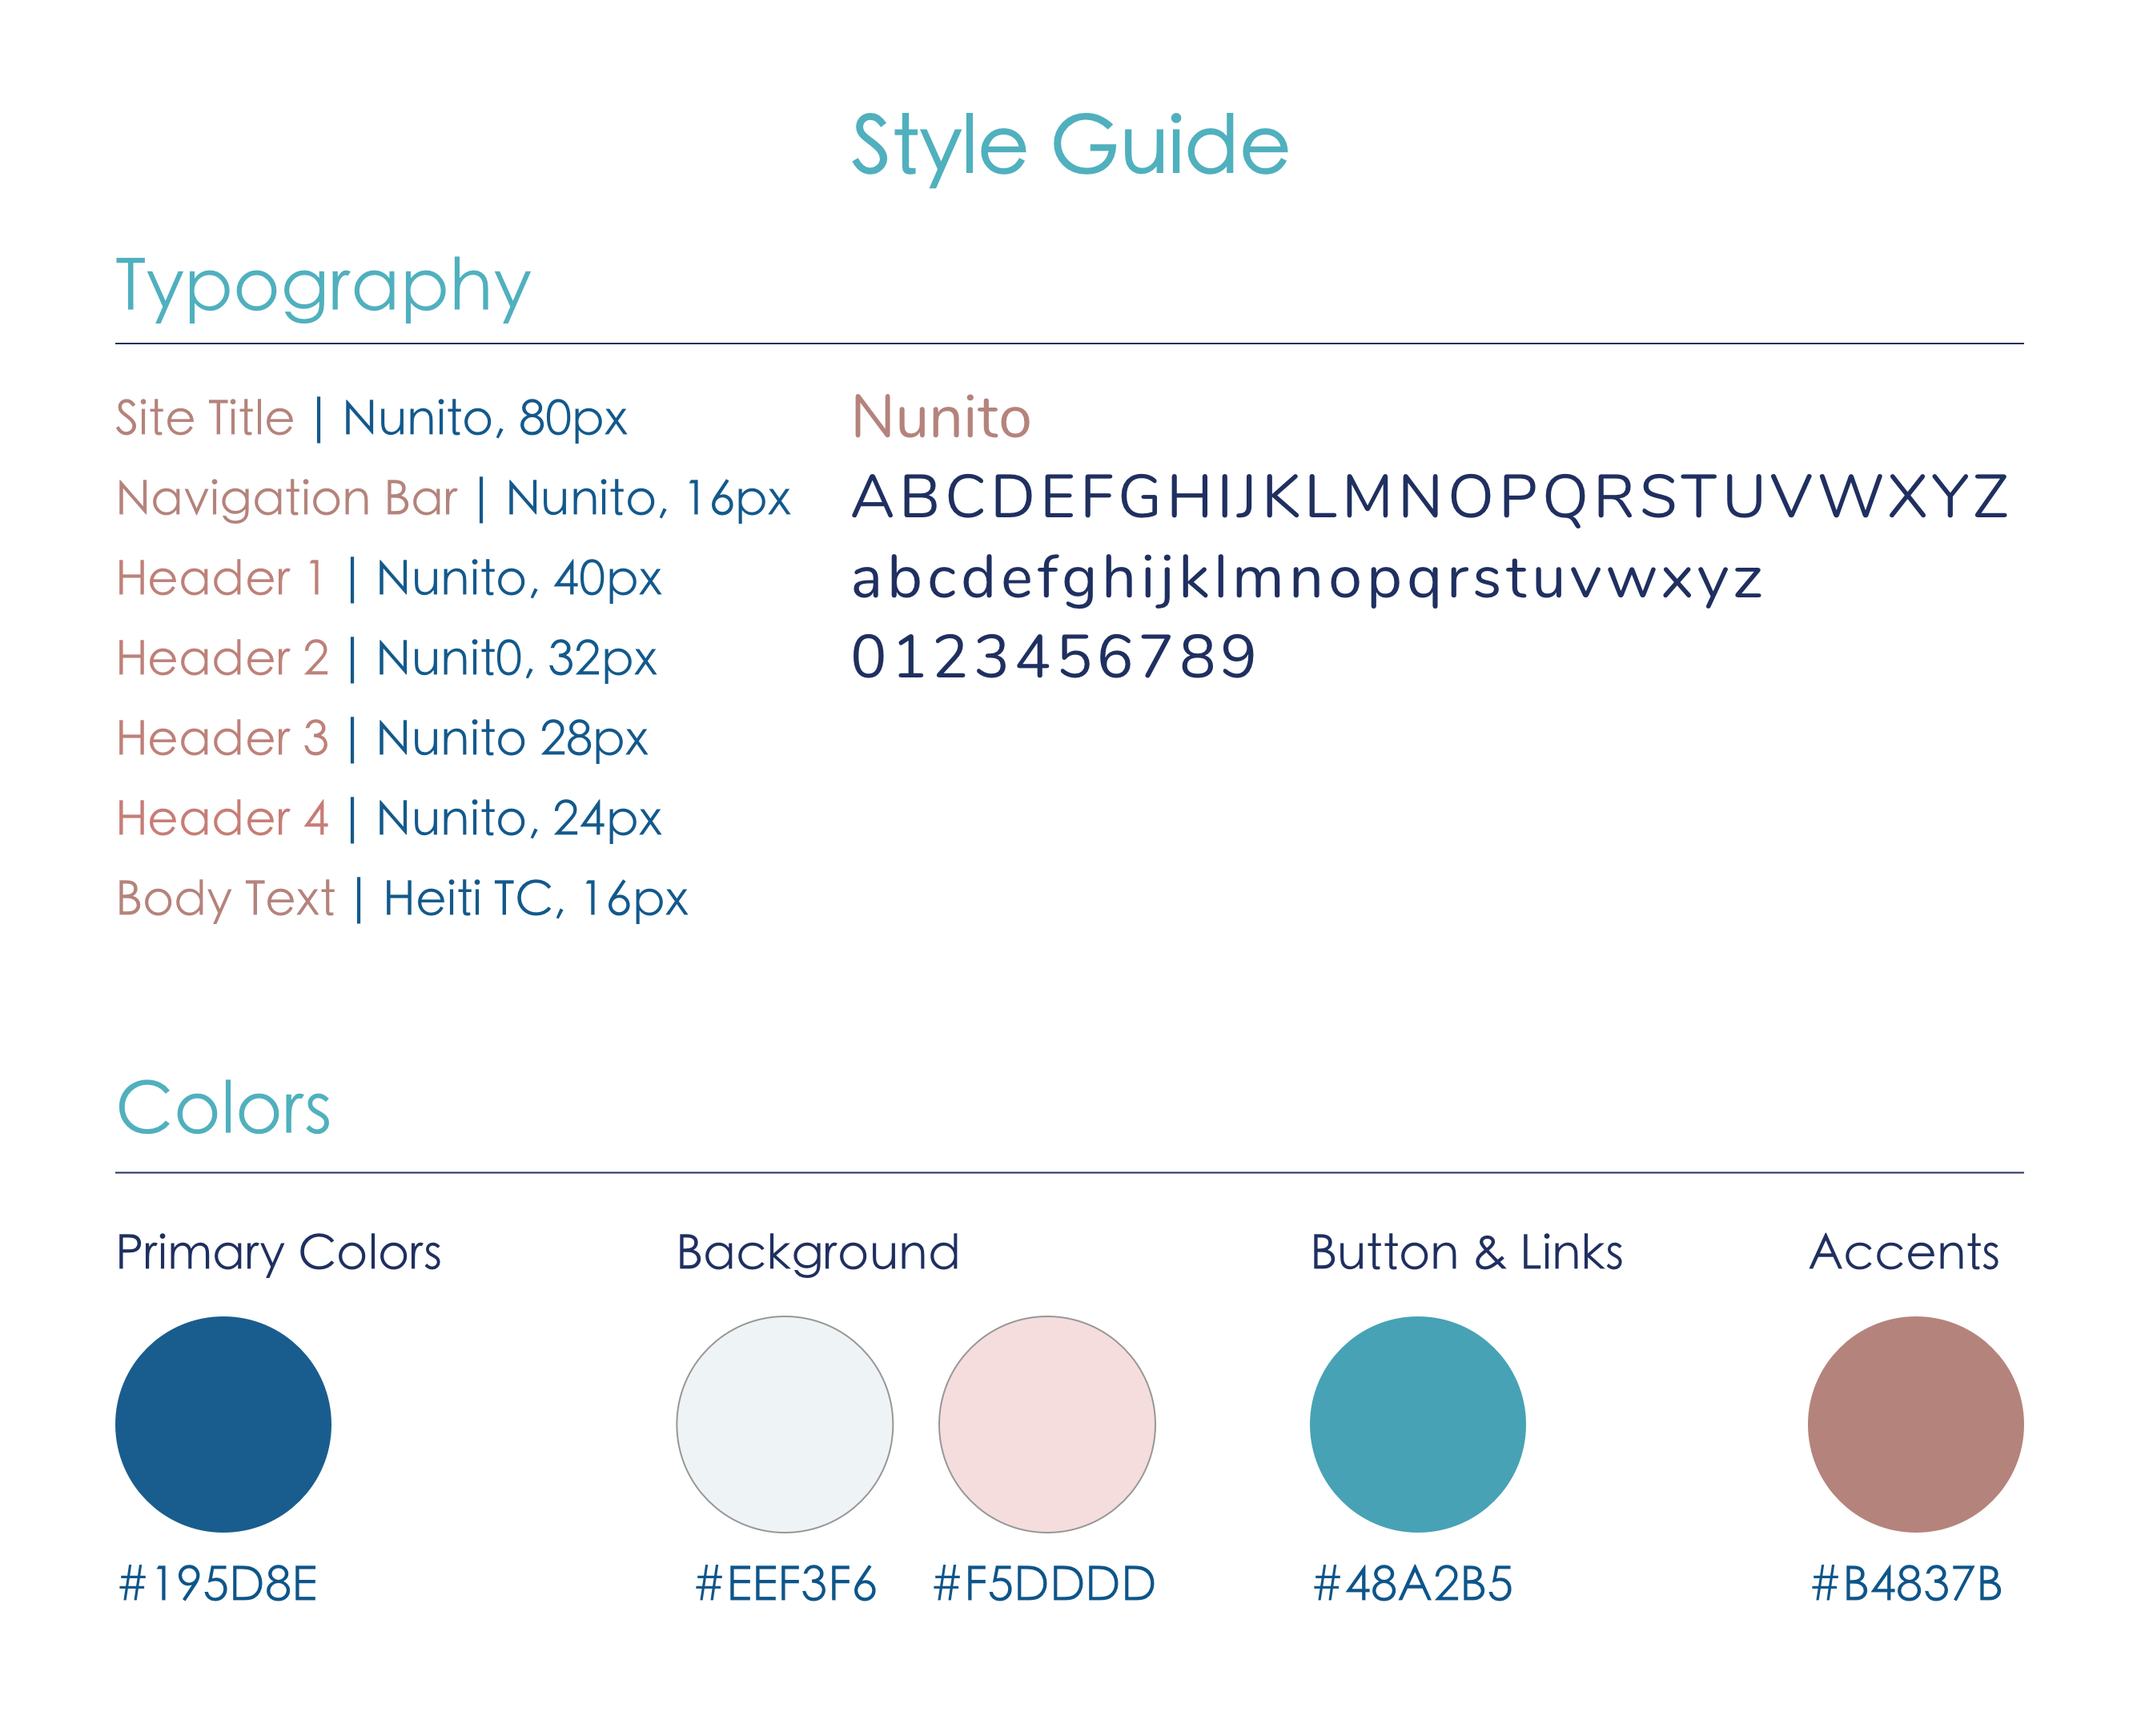 Style Guide
Typography
Site Title | Nunito, 80px
Navigation Bar | Nunito, 16px
Header 1 | Nunito, 40px
Header 2 | Nunit0, 32px
Header 3 | Nunito 28px
Header 4 | Nunito, 24px
Body Text | Heiti TC, 16px
Nunito
ABCDEFGHIJKLMNOPQRSTUVWXYZ
abcdefghijklmnopqrstuvwxyz
0123456789
Colors
Primary Colors
#195D8E
Background
#EEF3F6 #F5DDDD
Button & Links
#48A2B5
Accents
#B4837B